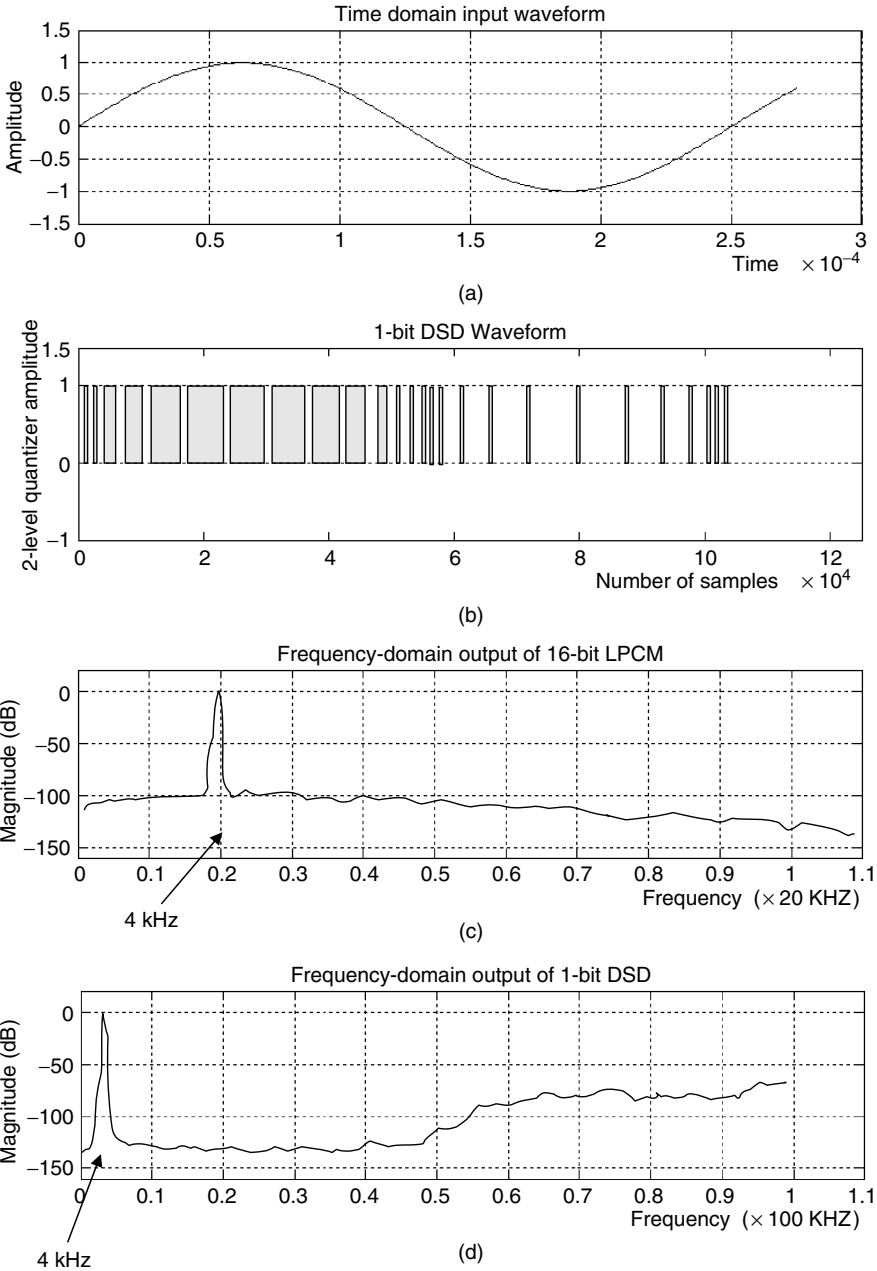 Time domain input waveform
Amplitude
1.5
1
0.5
0
−0.5
−1
−1.5
0 0.5 1 1.5 2 2.5 3
Time × 10−4
(a)
1-bit DSD Waveform
2-level quantizer amplitude
1.5
1
0
−1
0 2 4 6 8 10 12
Number of samples × 104
(b)
Frequency-domain output of 16-bit LPCM
Magnitude (dB)
0
−50
−100
−150
0 0.1 0.2 0.3 0.4 0.5 0.6 0.7 0.8 0.9 1 1.1
Frequency (× 20 KHZ)
4 kHz
(c)
Frequency-domain output of 1-bit DSD
Magnitude (dB)
0
−50
−100
−150
0.1 0.2 0.3 0.4 0.5 0.6 0.7 0.8 0.9 1 1.1
Frequency (× 100 KHZ)
4 kHz
(d)